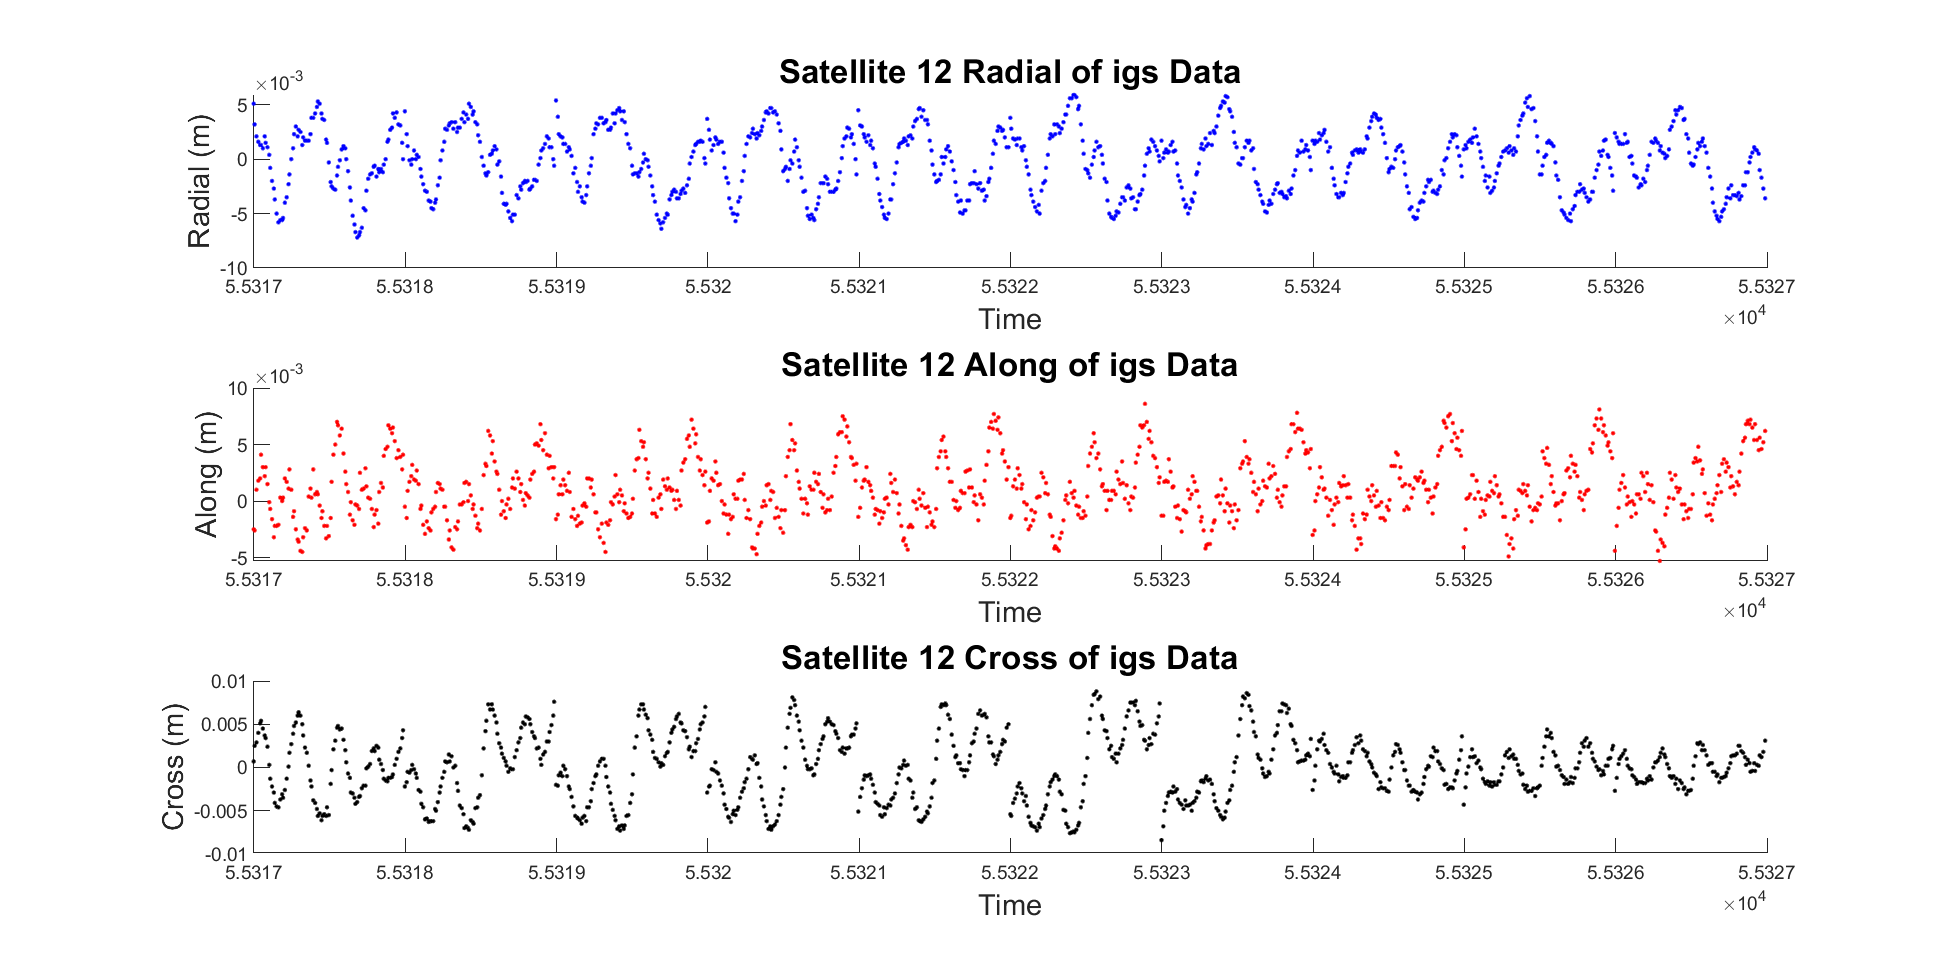 Satellite 12 Radial of igs Data
×10-3
5
0
-5
-10
Radial (m)
5.5317 5.5318 5.5319 5.532 5.5321 5.5322 5.5323 5.5324 5.5325 5.5326 5.5327
Time
×104
Satellite 12 Along of igs Data
×10-3
10
5
0
-5
Along (m)
5.5317 5.5318 5.5319 5.532 5.5321 5.5322 5.5323 5.5324 5.5325 5.5326 5.5327
Time
×104
Satellite 12 Cross of igs Data
0.01
0.005
0
-0.005
-0.01
Cross (m)
5.5317 5.5318 5.5319 5.532 5.5321 5.5322 5.5323 5.5324 5.5325 5.5326 5.5327
Time
×104